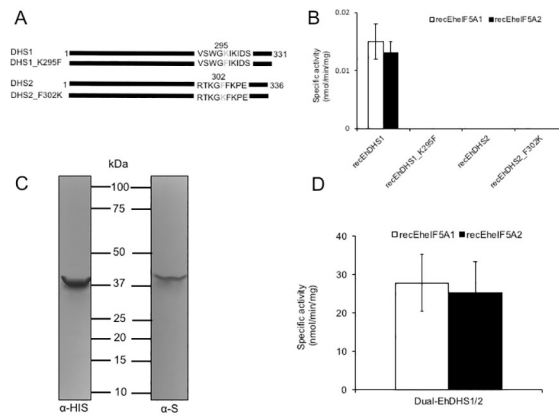 A
295
DHS1 1 VSWGKIKIDS 331
DHS1_K295F VSWGFIKIDS
302
DHS2 1 RTKGFFKPE 336
DHS2_F302K RTKGKFKPE
B
recEheIF5A1 recEheIF5A2
Specific activity
(nmol/min/mg)
0.02
0.01
0
recEhDHS1
recEhDHS1_K295F
recEhDHS2
recEhDHS2_F302K
C
kDa
100
75
50
37
25
20
15
10
α-HIS α-S
D
recEheIF5A1 recEheIF5A2
Specific activity
(nmol/min/mg)
40
30
20
10
0
Dual-EhDHS1/2